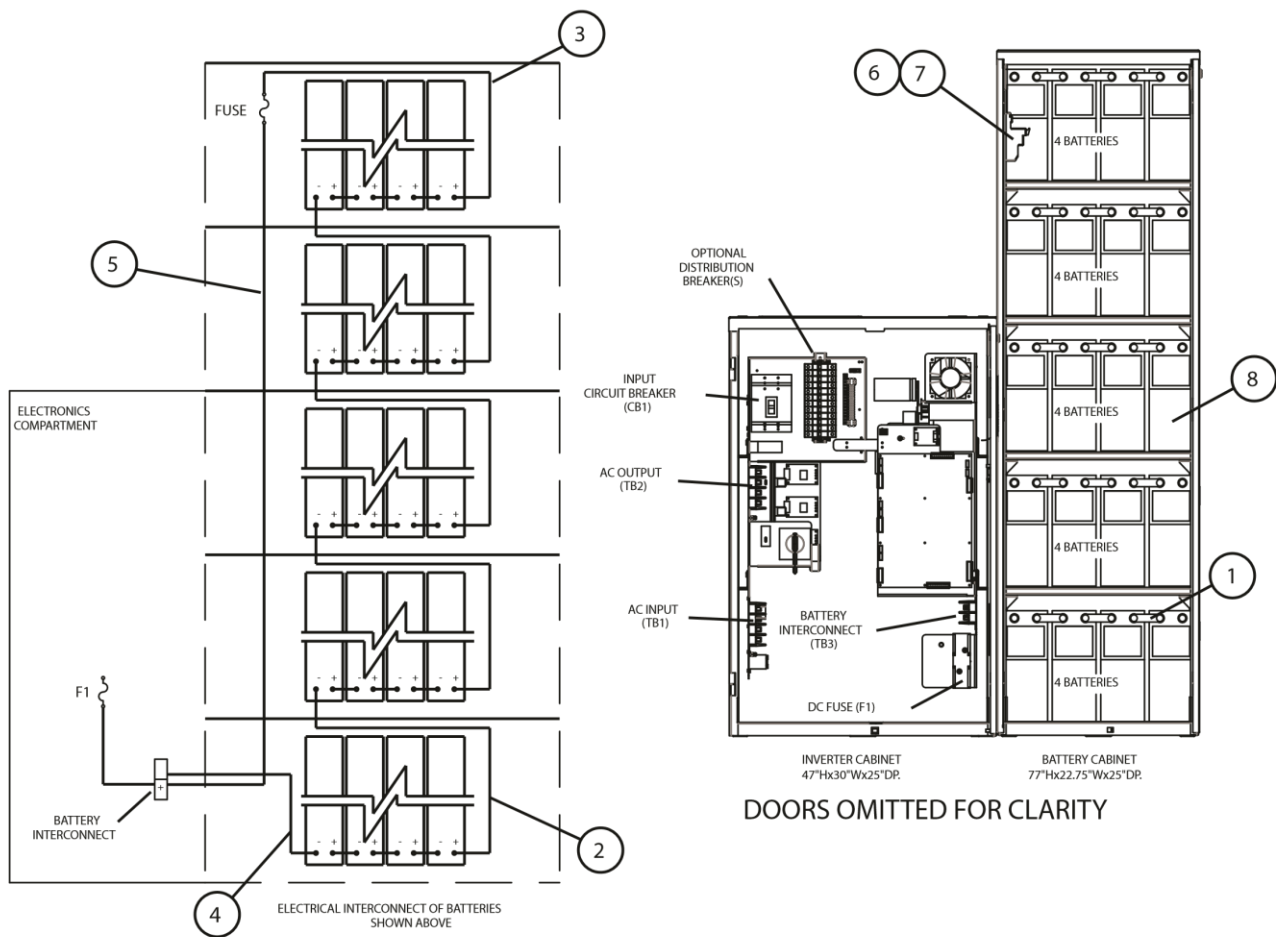 3
FUSE
- + - + - + - +
5
- + - + - + - +
ELECTRONICS
COMPARTMENT
- + - + - + - +
- + - + - + - +
F1
- +
BATTERY
INTERCONNECT
- + - + - + - +
2
4
ELECTRICAL INTERCONNECT OF BATTERIES
SHOWN ABOVE
6 7
4 BATTERIES
OPTIONAL
DISTRIBUTION
BREAKER(S)
4 BATTERIES
INPUT
CIRCUIT BREAKER
(CB1)
8
4 BATTERIES
AC OUTPUT
(TB2)
4 BATTERIES
1
AC INPUT
(TB1)
BATTERY
INTERCONNECT
(TB3)
4 BATTERIES
DC FUSE (F1)
INVERTER CABINET
47"Hx30"Wx25"DP.
BATTERY CABINET
77"Hx22.75"Wx25"DP.
DOORS OMITTED FOR CLARITY